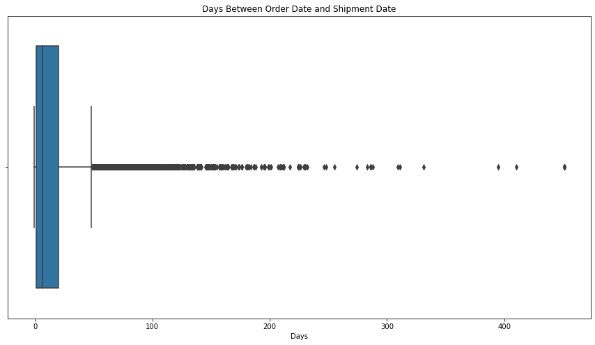 Days Between Order Date and Shipment Date
0 100 200 300 400
Days